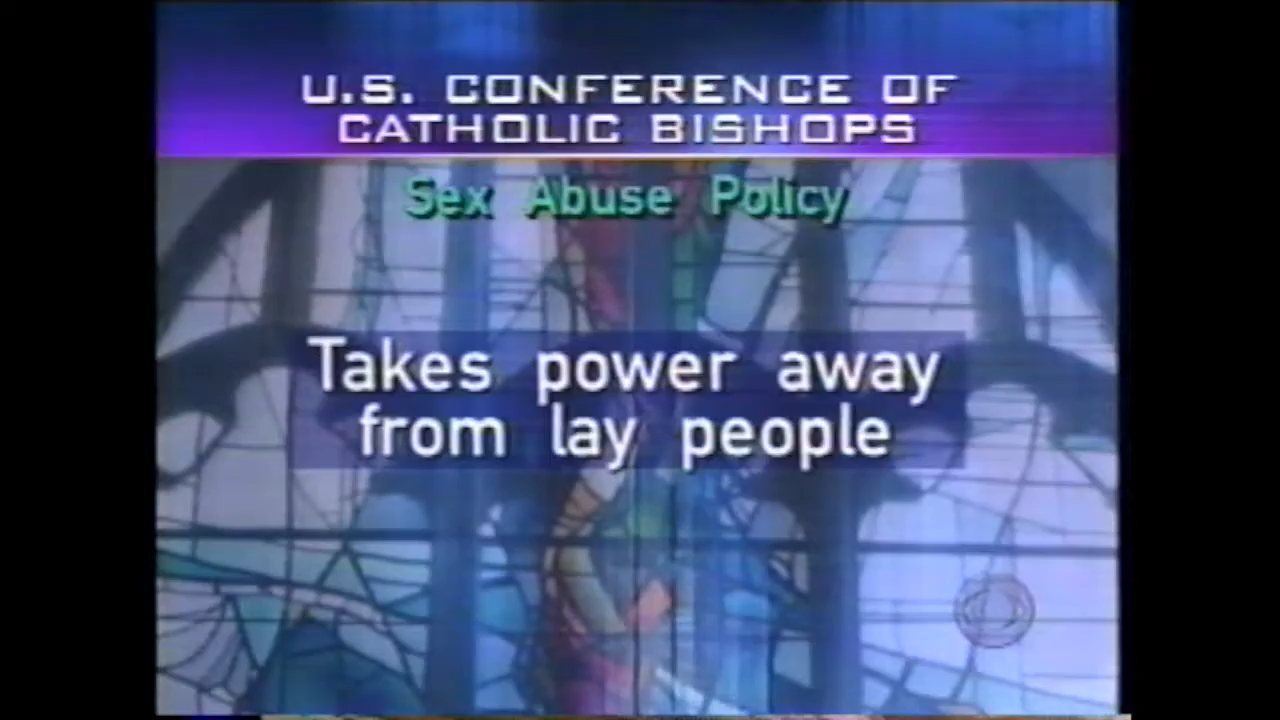 U.S. CONFERENCE OF
CATHOLIC BISHOPS
Sex Abuse Policy
Takes power away
from lay people